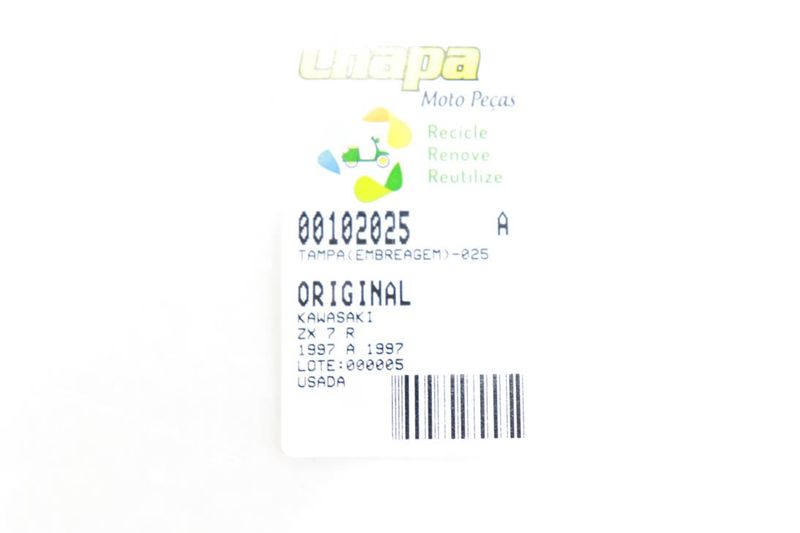 Chapa
Moto Peças
Recicle
Renove
Reutilize
00102025 A
TAMPA(EMBREAGEM)-025
ORIGINAL
KAWASAKI
ZX 7 R
1997 A 1997
LOTE:000005
USADA